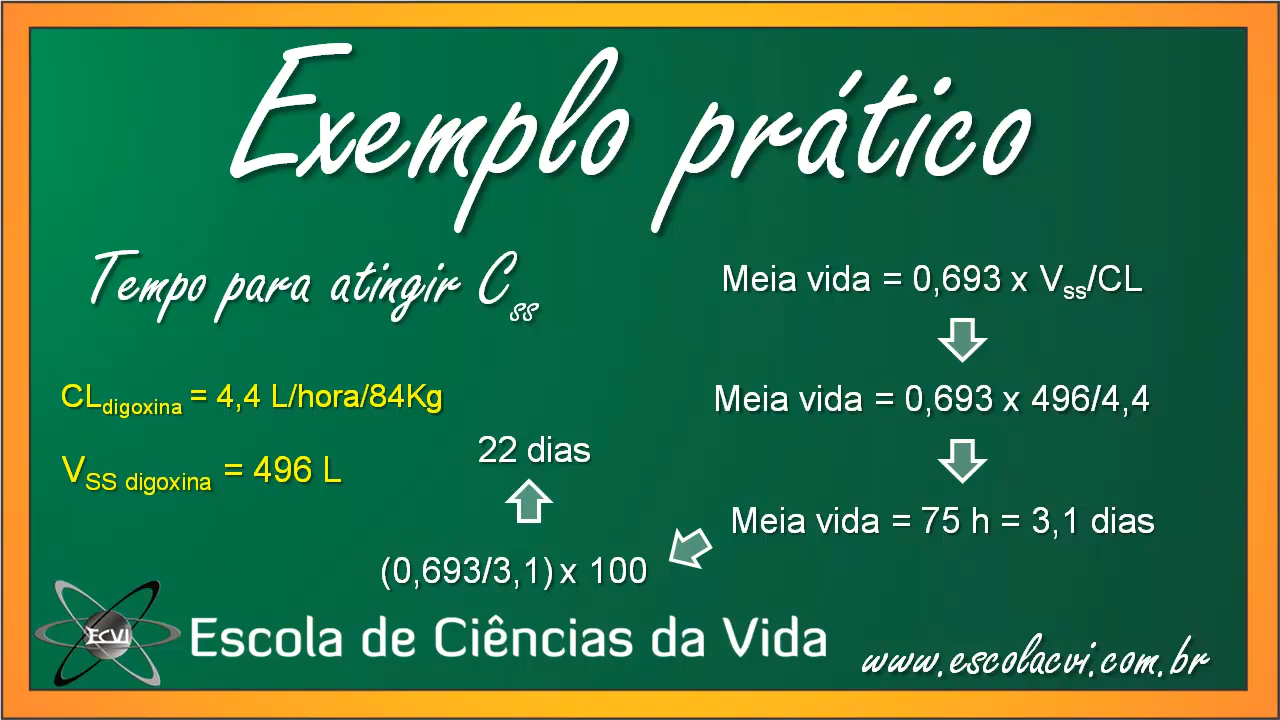 Exemplo prático
Tempo para atingir Css
CLdigoxina = 4,4 L/hora/84Kg
VSS digoxina = 496 L
Meia vida = 0,693 x Vss/CL
Meia vida = 0,693 x 496/4,4
Meia vida = 75 h = 3,1 dias
(0,693/3,1) x 100
22 dias
ECVI
Escola de Ciências da Vida
www.escolacvi.com.br